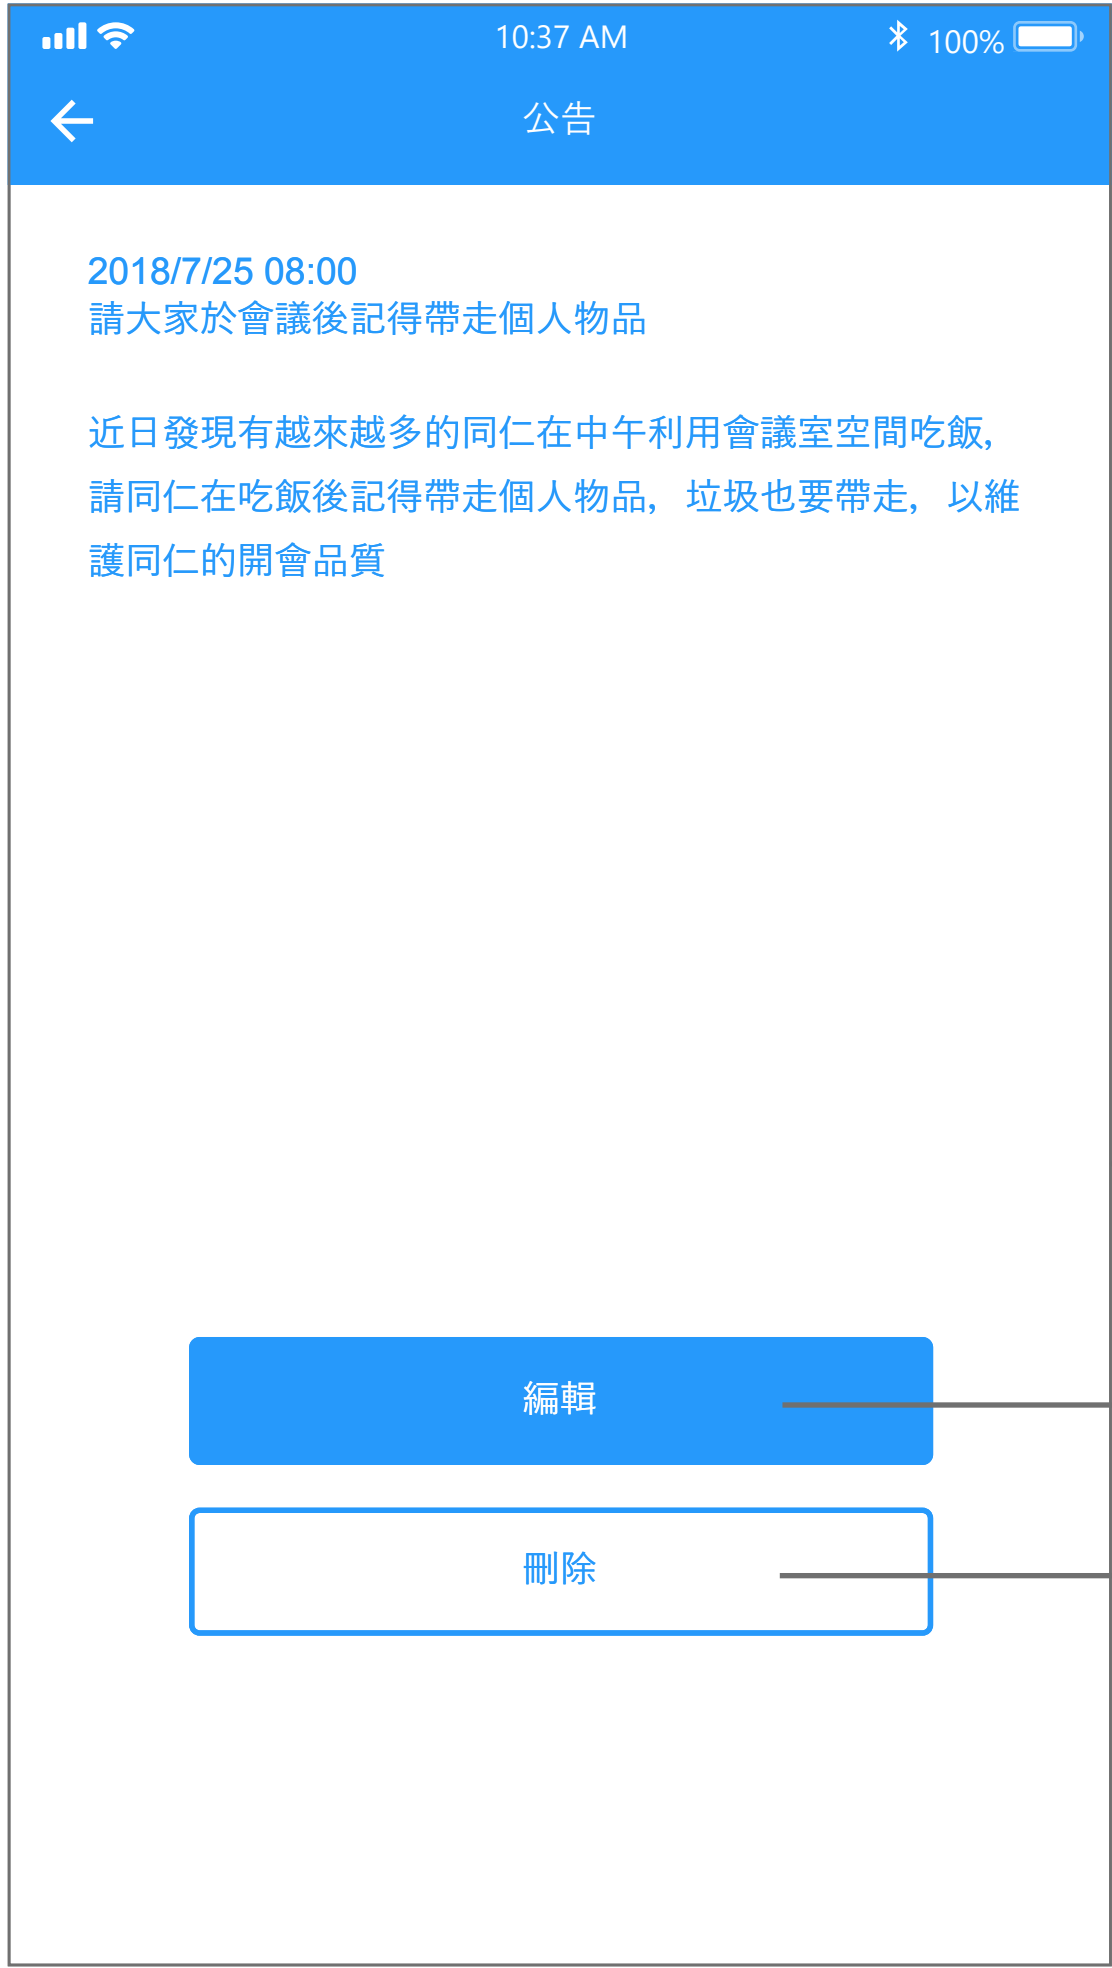 10:37 AM
100%
公告
2018/7/25 08:00
請大家於會議後記得帶走個人物品
近日發現有越來越多的同仁在中午利用會議室空間吃飯,
請同仁在吃飯後記得帶走個人物品, 垃圾也要帶走, 以維
護同仁的開會品質
編輯
刪除